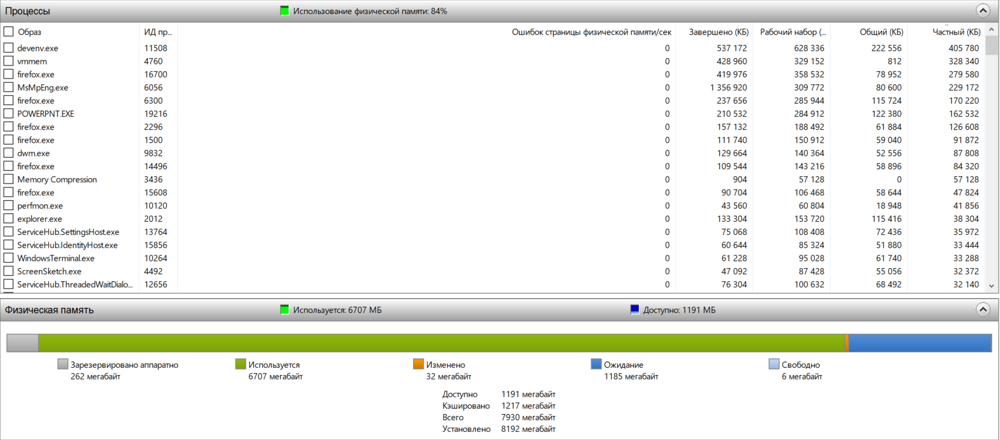 Процессы Использование физической памяти: 84%
Образ ИД пр... Ошибок страницы физической памяти/сек Завершено (КБ) Рабочий набор (... Общий (КБ) Частный (КБ)
devenv.exe 11508 0 537 172 628 336 222 556 405 780
vmmem 4760 0 428 960 329 152 812 328 340
firefox.exe 16700 0 419 976 358 532 78 952 279 580
MsMpEng.exe 6056 0 1 356 920 309 772 80 600 229 172
firefox.exe 6300 0 237 656 285 944 115 724 170 220
POWERPNT.EXE 19216 0 210 532 284 912 122 380 162 532
firefox.exe 2296 0 157 132 188 492 61 884 126 608
firefox.exe 1500 0 111 740 150 912 59 040 91 872
dwm.exe 9832 0 129 664 140 364 52 556 87 808
firefox.exe 14496 0 109 544 143 216 58 896 84 320
Memory Compression 3436 0 904 57 128 0 57 128
firefox.exe 15608 0 90 704 106 468 58 644 47 824
perfmon.exe 10120 0 43 560 60 804 18 948 41 856
explorer.exe 2012 0 133 304 153 720 115 416 38 304
ServiceHub.SettingsHost.exe 13764 0 75 068 108 408 72 436 35 972
ServiceHub.IdentityHost.exe 15856 0 60 644 85 324 51 880 33 444
WindowsTerminal.exe 10264 0 61 228 95 028 61 740 33 288
ScreenSketch.exe 4492 0 47 092 87 428 55 056 32 372
ServiceHub.ThreadedWaitDialo... 12656 0 76 304 100 632 68 492 32 140
Физическая память Используется: 6707 МБ Доступно: 1191 МБ
Зарезервировано аппаратно Используется Изменено Ожидание Свободно
262 мегабайт 6707 мегабайт 32 мегабайт 1185 мегабайт 6 мегабайт
Доступно 1191 мегабайт
Кэшировано 1217 мегабайт
Всего 7930 мегабайт
Установлено 8192 мегабайт